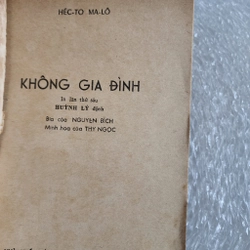 HÉC-TO MA-LÔ
KHÔNG GIA ĐÌNH
In lần thứ sáu
HUỲNH LÝ dịch
Bìa của NGUYỄN BÍCH
Minh họa của THY NGỌC